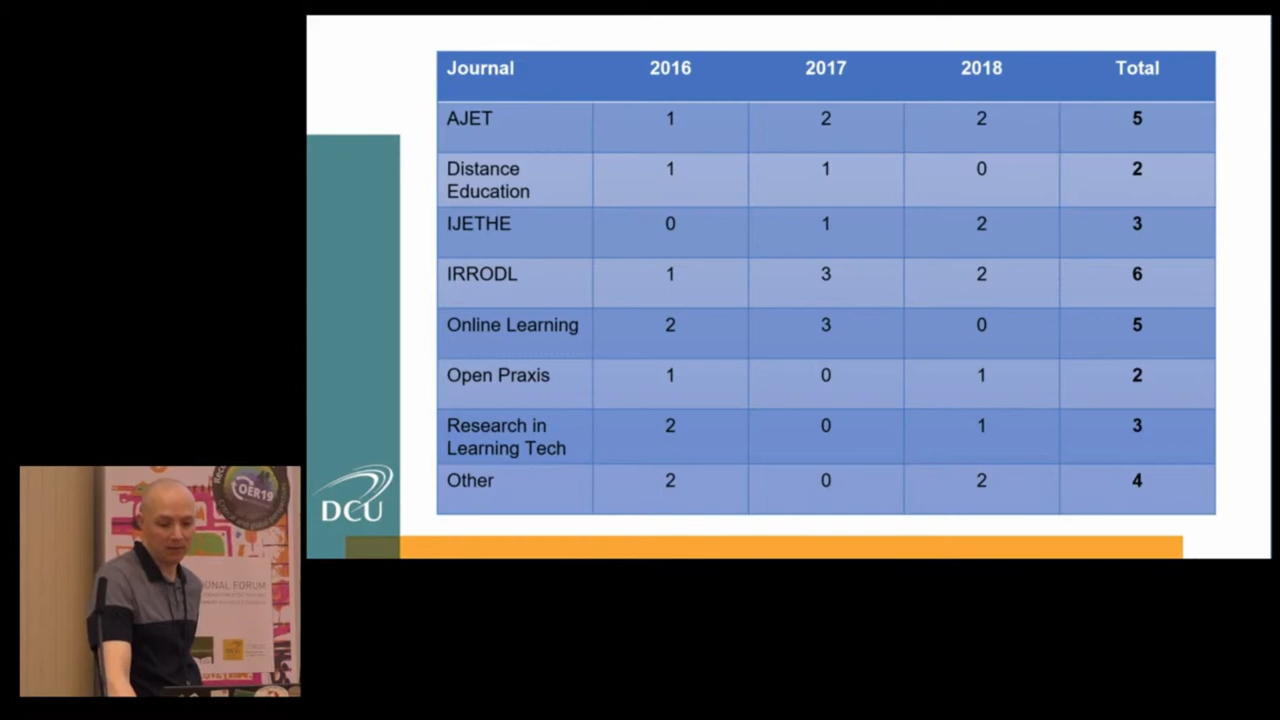 Journal 2016 2017 2018 Total
AJET 1 2 2 5
Distance
Education 1 1 0 2
IJETHE 0 1 2 3
IRRODL 1 3 2 6
Online Learning 2 3 0 5
Open Praxis 1 0 1 2
Research in
Learning Tech 2 0 1 3
Other 2 0 2 4
DCU
OER19
IONAL FORUM